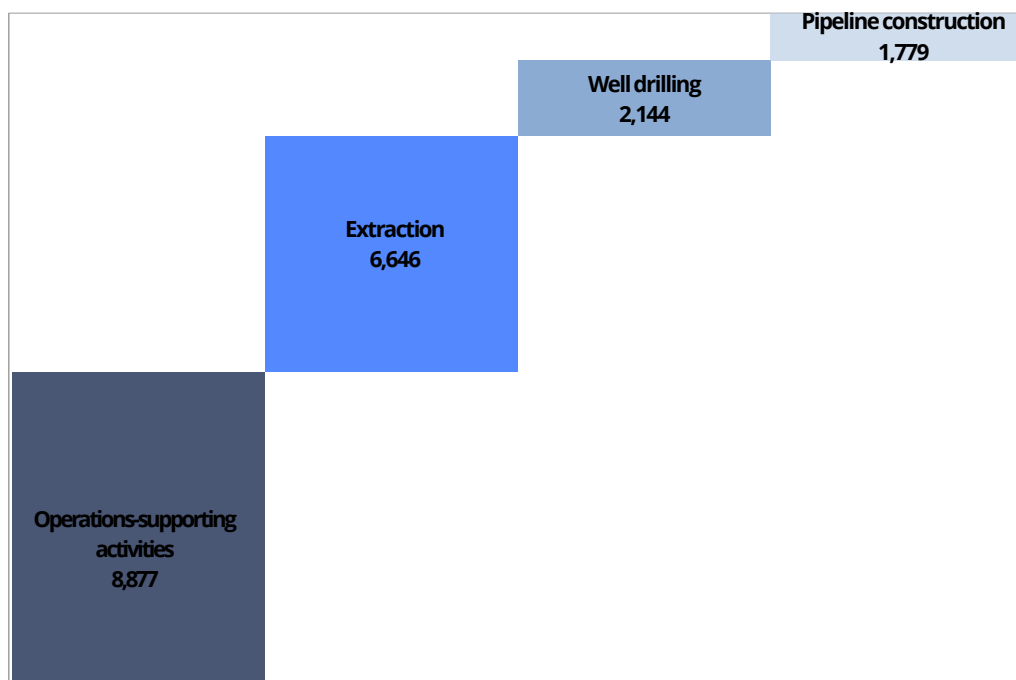 Pipeline construction
1,779
Well drilling
2,144
Extraction
6,646
Operations-supporting
activities
8,877